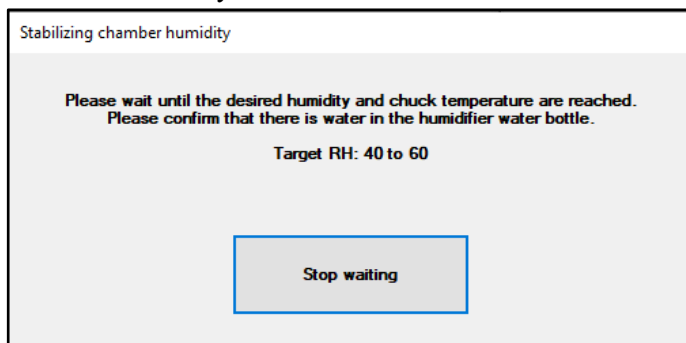 Stabilizing chamber humidity
Please wait until the desired humidity and chuck temperature are reached.
Please confirm that there is water in the humidifier water bottle.
Target RH: 40 to 60
Stop waiting